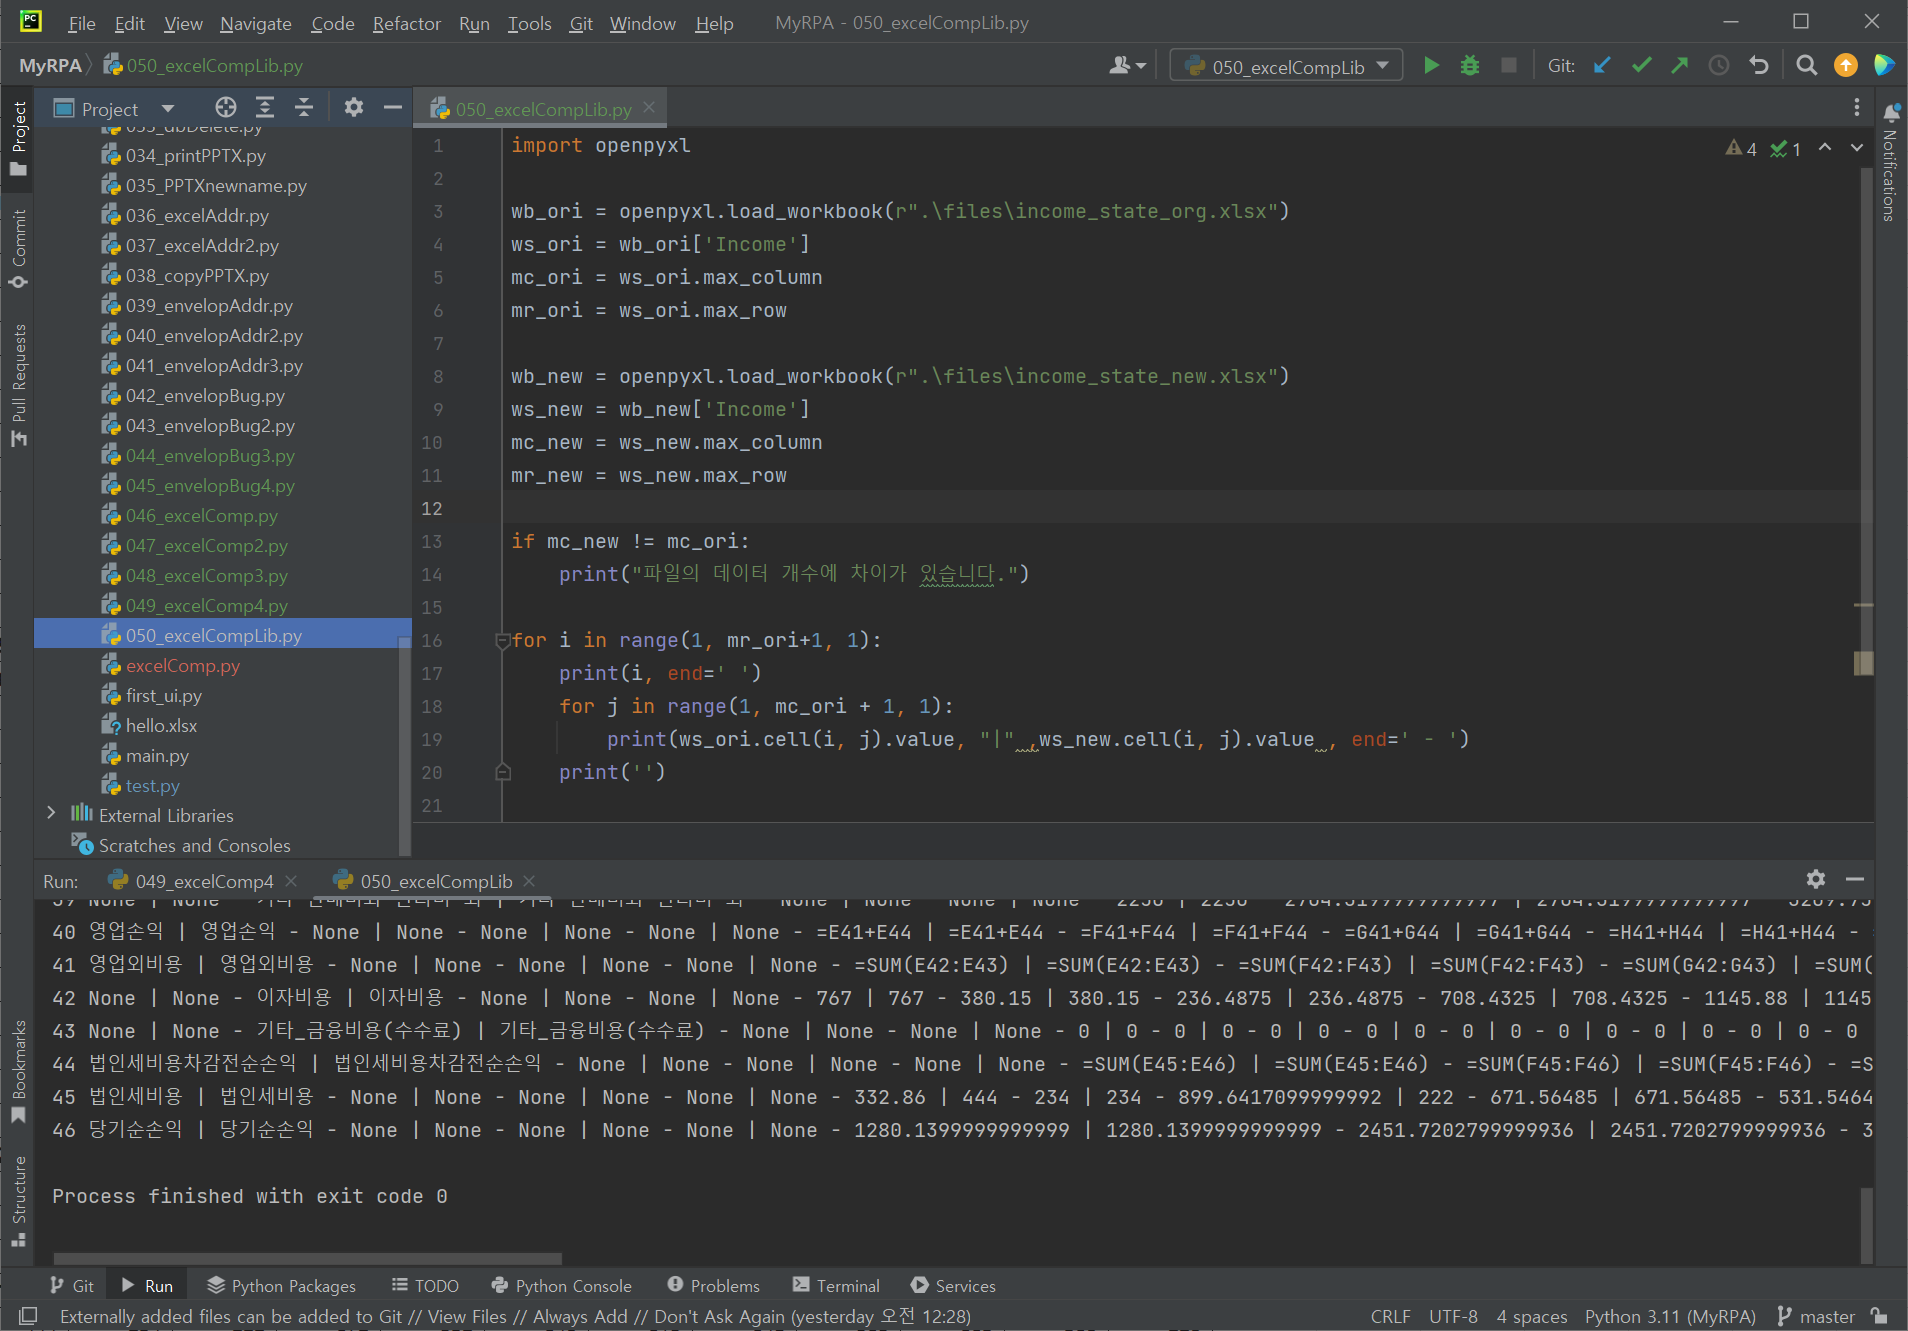 File Edit View Navigate Code Refactor Run Tools Git Window Help MyRPA - 050_excelCompLib.py
MyRPA 050_excelCompLib.py 050_excelCompLib Git:
Project
050_excelCompLib.py
Project
Commit
Pull Requests
Bookmarks
Structure
Notifications
033_dbDelete.py
034_printPPTX.py
035_PPTXnewname.py
036_excelAddr.py
037_excelAddr2.py
038_copyPPTX.py
039_envelopAddr.py
040_envelopAddr2.py
041_envelopAddr3.py
042_envelopBug.py
043_envelopBug2.py
044_envelopBug3.py
045_envelopBug4.py
046_excelComp.py
047_excelComp2.py
048_excelComp3.py
049_excelComp4.py
050_excelCompLib.py
excelComp.py
first_ui.py
hello.xlsx
main.py
test.py
External Libraries
Scratches and Consoles
4 1
1 import openpyxl
2
3 wb_ori = openpyxl.load_workbook(r".\files\income_state_org.xlsx")
4 ws_ori = wb_ori['Income']
5 mc_ori = ws_ori.max_column
6 mr_ori = ws_ori.max_row
7
8 wb_new = openpyxl.load_workbook(r".\files\income_state_new.xlsx")
9 ws_new = wb_new['Income']
10 mc_new = ws_new.max_column
11 mr_new = ws_new.max_row
12
13 if mc_new != mc_ori:
14     print("파일의 데이터 개수에 차이가 있습니다.")
15
16 for i in range(1, mr_ori+1, 1):
17     print(i, end=' ')
18     for j in range(1, mc_ori + 1, 1):
19         print(ws_ori.cell(i, j).value, "|" ,ws_new.cell(i, j).value , end=' - ')
20     print('')
21
Run: 049_excelComp4 050_excelCompLib
40 영업손익 | 영업손익 - None | None - None | None - None | None - =E41+E44 | =E41+E44 - =F41+F44 | =F41+F44 - =G41+G44 | =G41+G44 - =H41+H44 | =H41+H44 -
41 영업외비용 | 영업외비용 - None | None - None | None - None | None - =SUM(E42:E43) | =SUM(E42:E43) - =SUM(F42:F43) | =SUM(F42:F43) - =SUM(G42:G43) | =SUM(
42 None | None - 이자비용 | 이자비용 - None | None - None | None - 767 | 767 - 380.15 | 380.15 - 236.4875 | 236.4875 - 708.4325 | 708.4325 - 1145.88 | 1145
43 None | None - 기타_금융비용(수수료) | 기타_금융비용(수수료) - None | None - None | None - 0 | 0 - 0 | 0 - 0 | 0 - 0 | 0 - 0 | 0 - 0 | 0 - 0 | 0 - 0 | 0 - 0
44 법인세비용차감전순손익 | 법인세비용차감전순손익 - None | None - None | None - None | None - =SUM(E45:E46) | =SUM(E45:E46) - =SUM(F45:F46) | =SUM(F45:F46) - =S
45 법인세비용 | 법인세비용 - None | None - None | None - None | None - 332.86 | 444 - 234 | 234 - 899.6417099999992 | 222 - 671.56485 | 671.56485 - 531.5464
46 당기순손익 | 당기순손익 - None | None - None | None - None | None - 1280.1399999999999 | 1280.1399999999999 - 2451.7202799999936 | 2451.7202799999936 - 3
Process finished with exit code 0
Git Run Python Packages TODO Python Console Problems Terminal Services
Externally added files can be added to Git // View Files // Always Add // Don't Ask Again (yesterday 오전 12:28) CRLF UTF-8 4 spaces Python 3.11 (MyRPA) master